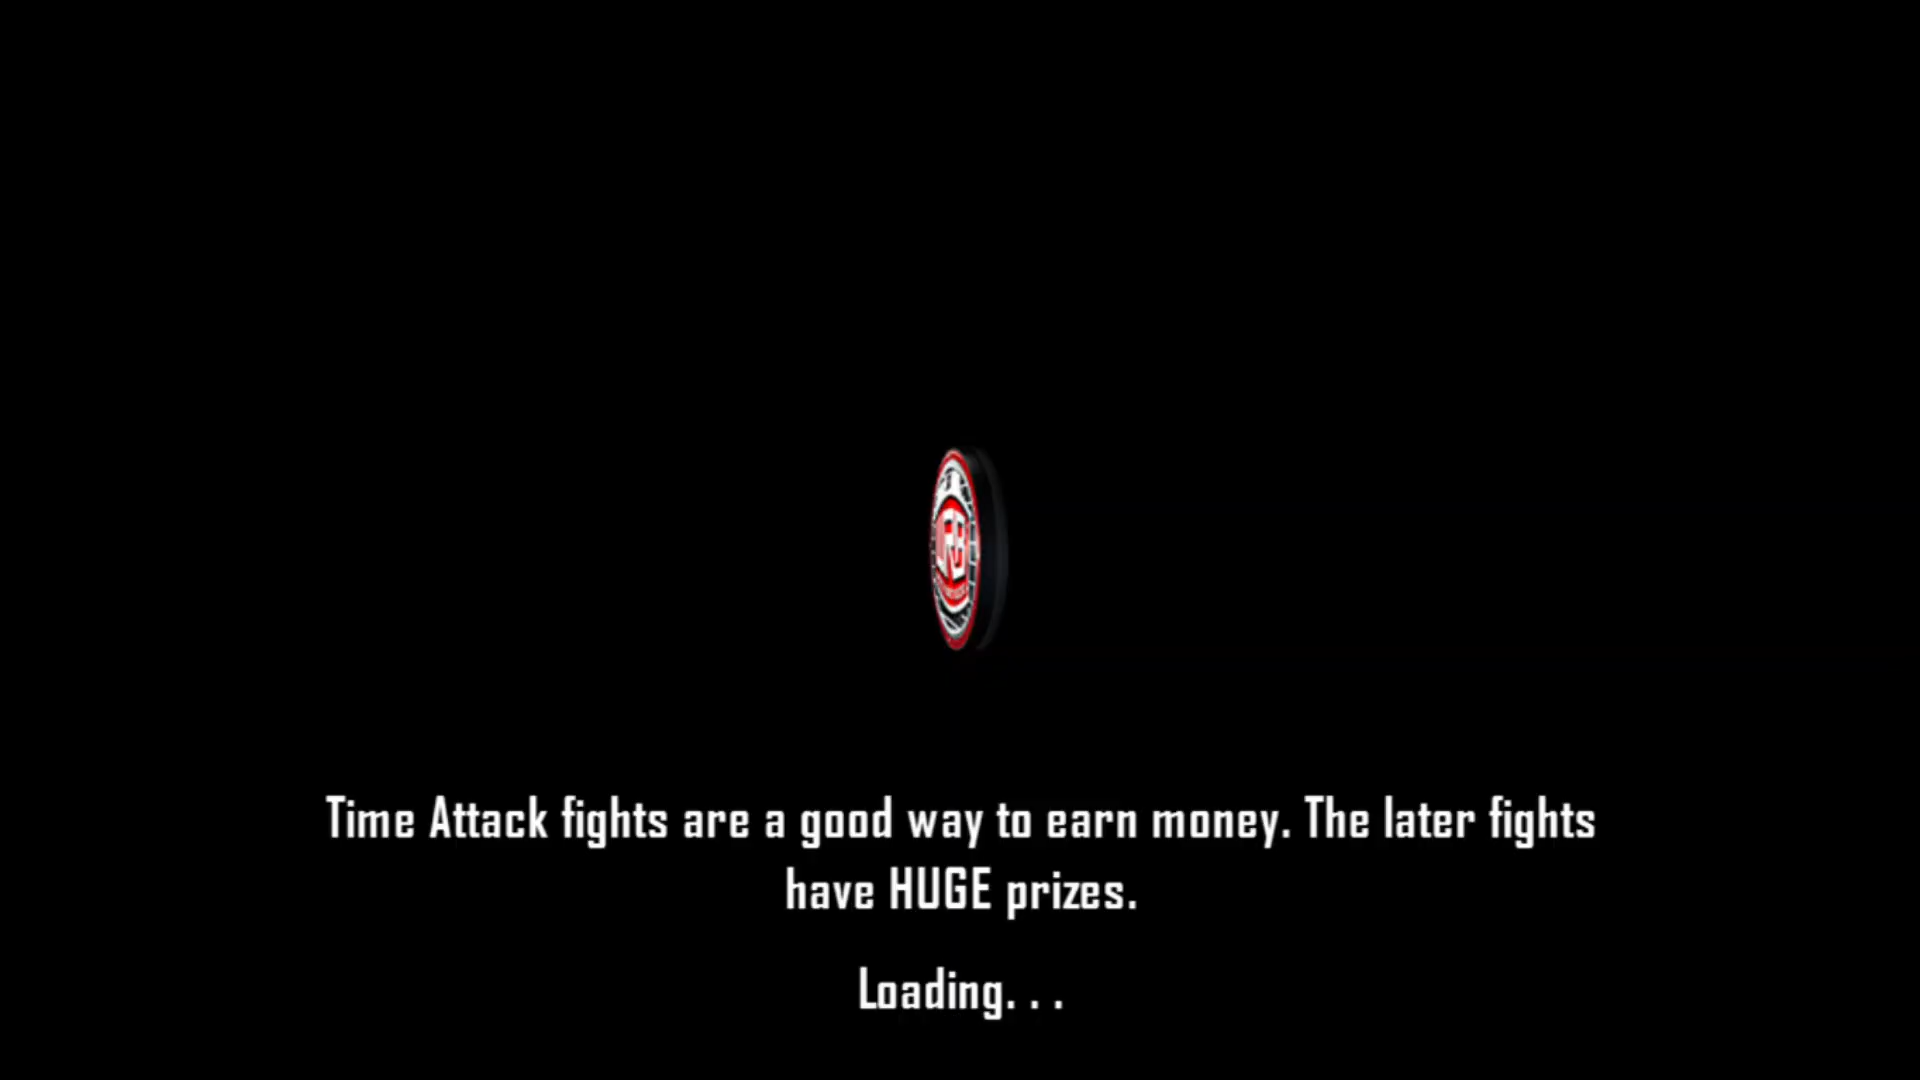 Time Attack fights are a good way to earn money. The later fights
have HUGE prizes.
Loading. . .